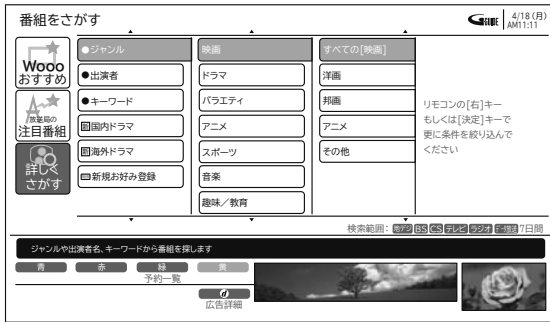 番組をさがす
GGUIDE
4/18 (月)
AM11:11
Wooo
おすすめ
放送局の
注目番組
詳しく
さがす
●ジャンル
●出演者
●キーワード
国内ドラマ
海外ドラマ
新規お好み登録
映画
ドラマ
バラエティ
アニメ
スポーツ
音楽
趣味／教育
すべての[映画]
洋画
邦画
アニメ
その他
リモコンの[右]キー
もしくは[決定]キーで
更に条件を絞り込んで
ください
検索範囲：地デジ BS CS テレビ ラジオ データ放送 7日間
ジャンルや出演者名、キーワードから番組を探します
青 赤 緑 黄
予約一覧
d
広告詳細